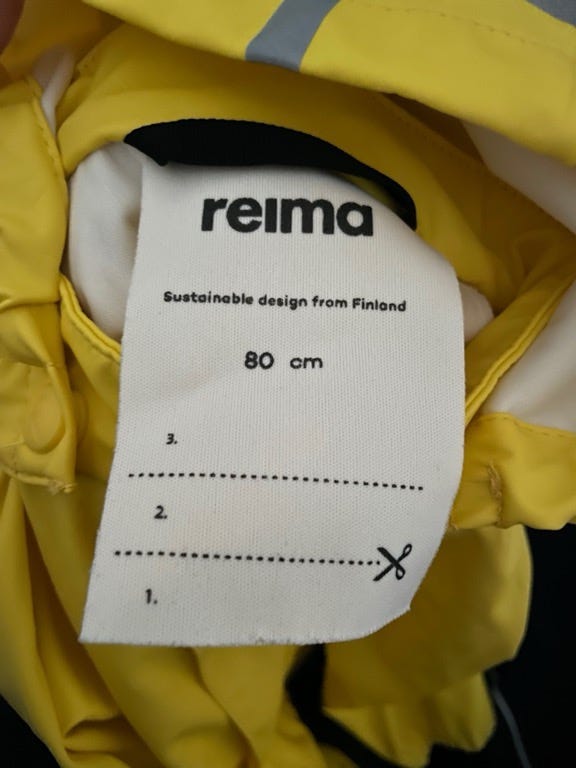 reima
Sustainable design from Finland
80 cm
3.
2.
1.